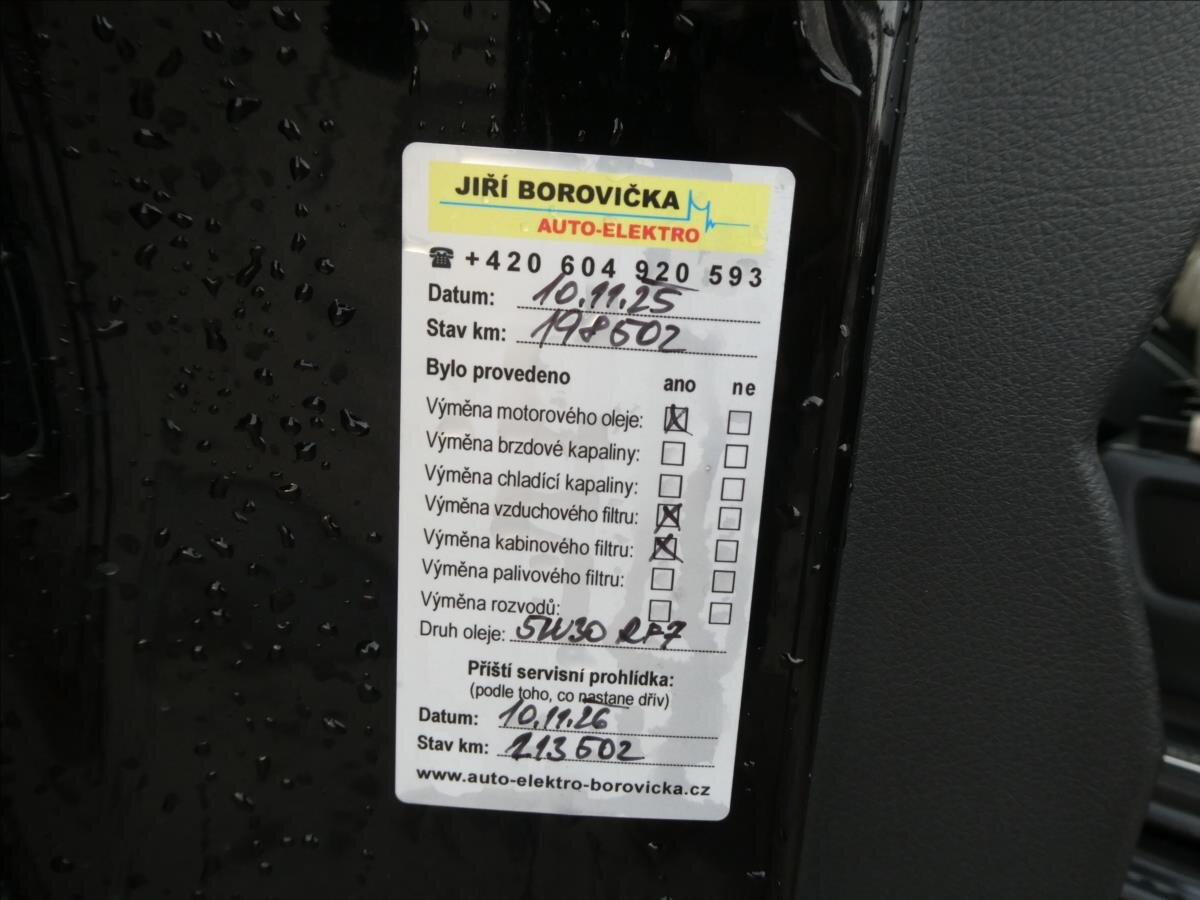 JIŘÍ BOROVIČKA
AUTO-ELEKTRO
☎ +420 604 920 593
Datum: 10.11.25
Stav km: 198602
Bylo provedeno ano ne
Výměna motorového oleje:
Výměna brzdové kapaliny:
Výměna chladící kapaliny:
Výměna vzduchového filtru:
Výměna kabinového filtru:
Výměna palivového filtru:
Výměna rozvodů:
Druh oleje: 5W30
Příští servisní prohlídka:
(podle toho, co nastane dřív)
Datum: 10.11.26
Stav km: 213602
www.auto-elektro-borovicka.cz